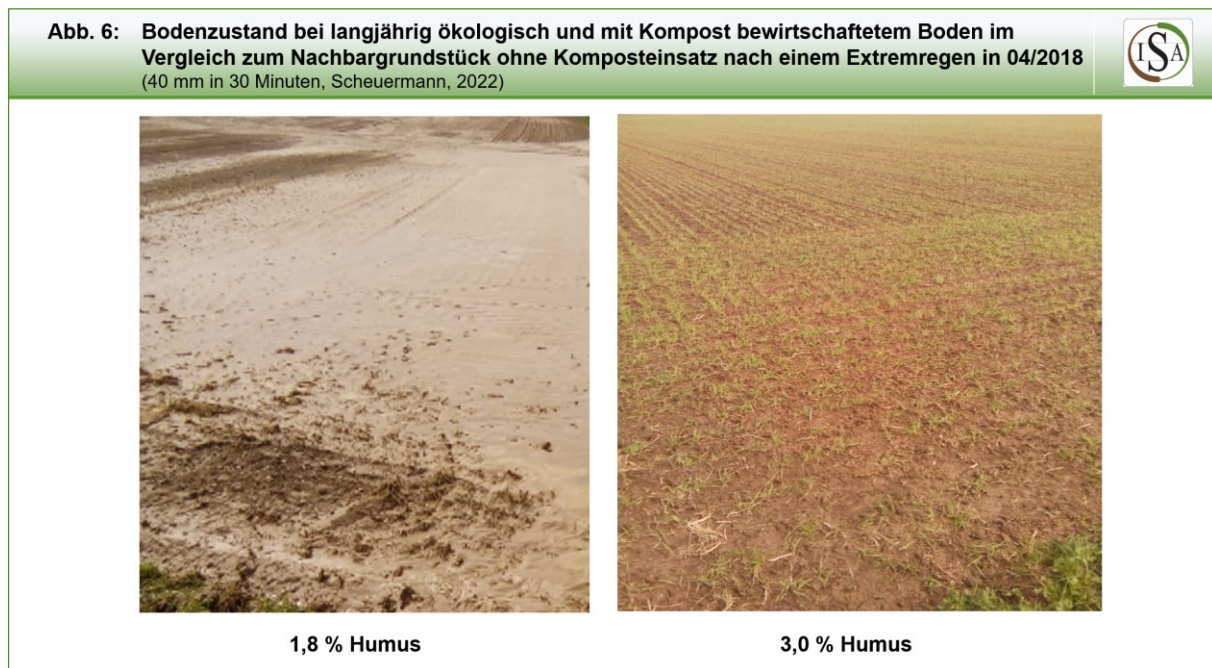 Abb. 6: Bodenzustand bei langjährig ökologisch und mit Kompost bewirtschaftetem Boden im
Vergleich zum Nachbargrundstück ohne Komposteinsatz nach einem Extremregen in 04/2018
(40 mm in 30 Minuten, Scheuermann, 2022)
ISA
1,8 % Humus
3,0 % Humus